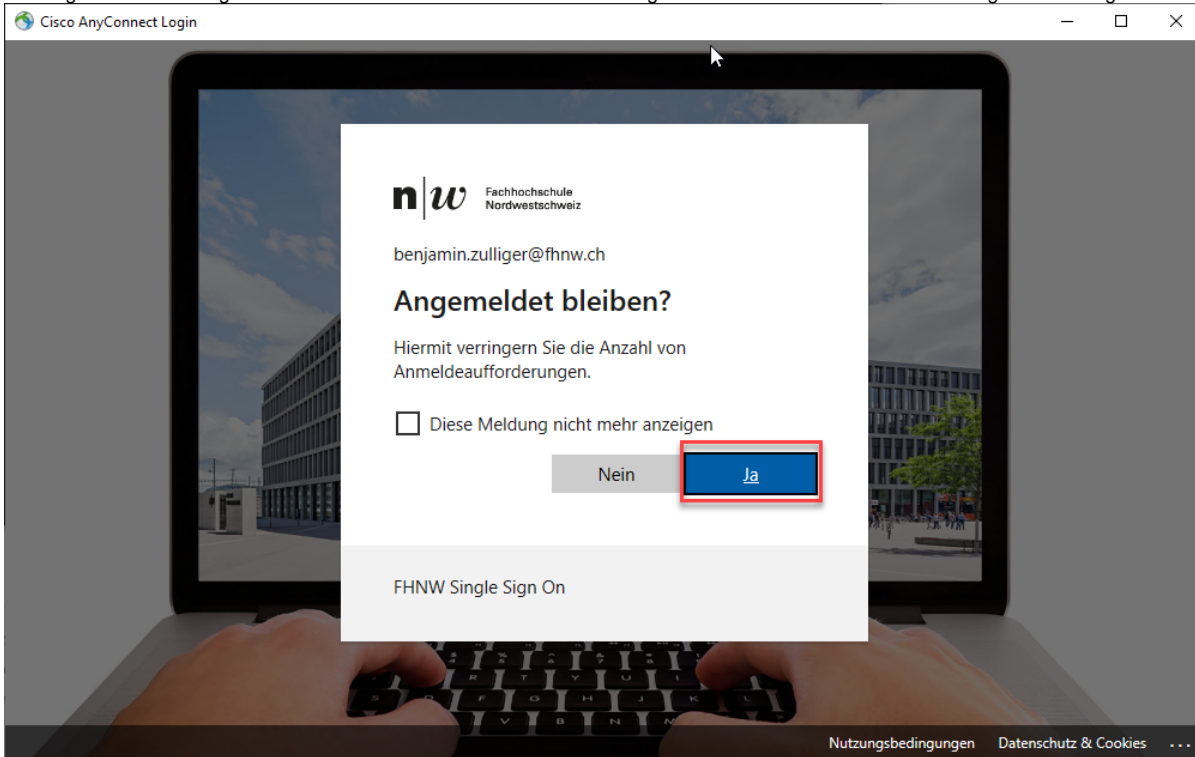 Cisco AnyConnect Login
n|w Fachhochschule
Nordwestschweiz
benjamin.zulliger@fhnw.ch
Angemeldet bleiben?
Hiermit verringern Sie die Anzahl von
Anmeldeaufforderungen.
Diese Meldung nicht mehr anzeigen
Nein Ja
FHNW Single Sign On
Nutzungsbedingungen Datenschutz & Cookies ...